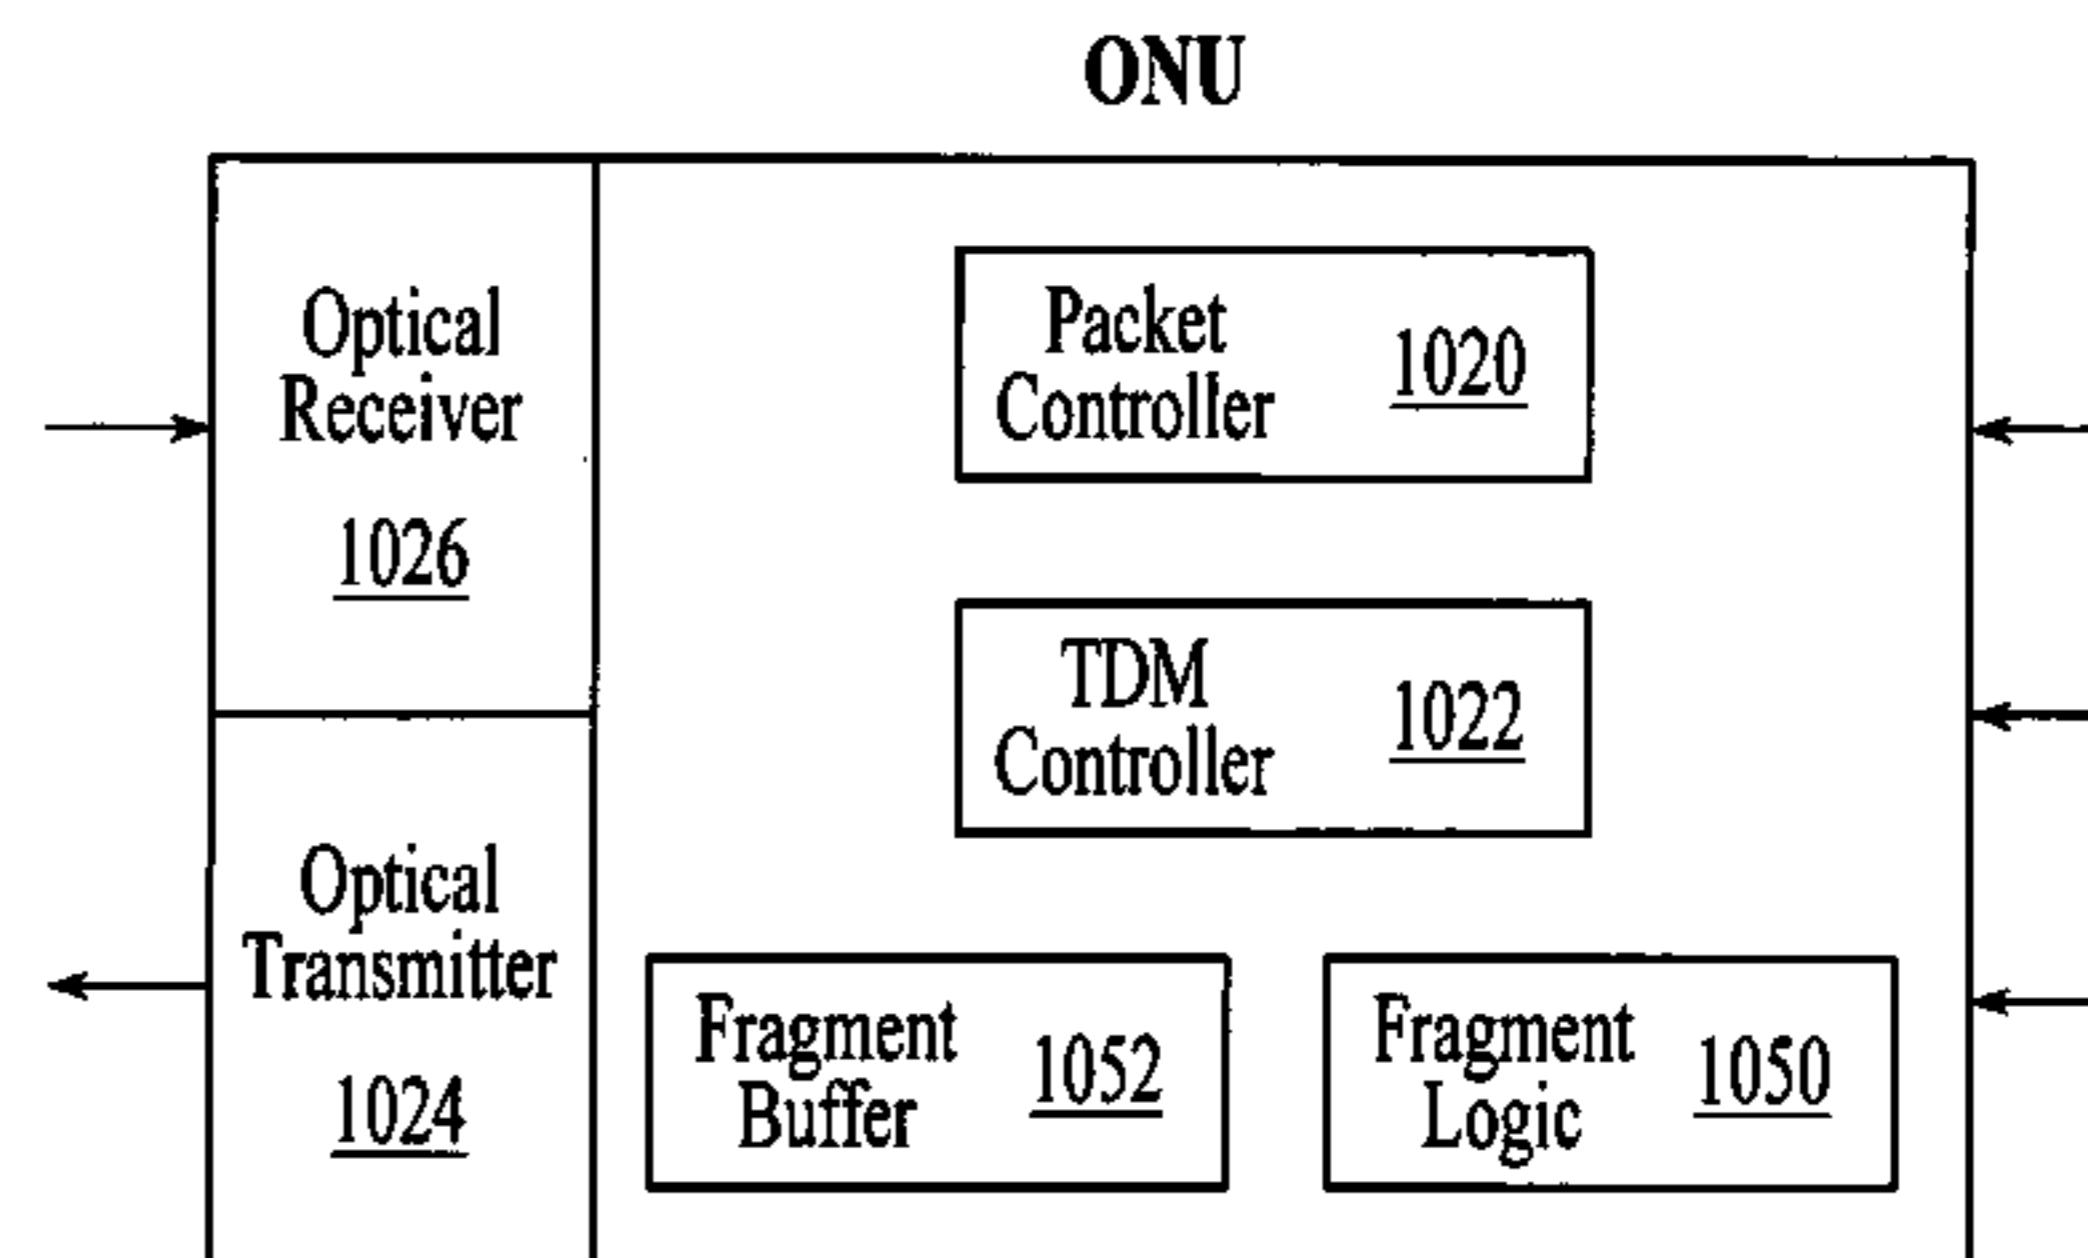 ONU
Optical
Receiver
1026
Packet
Controller
1020
TDM
Controller
1022
Optical
Transmitter
1024
Fragment
Buffer
1052
Fragment
Logic
1050